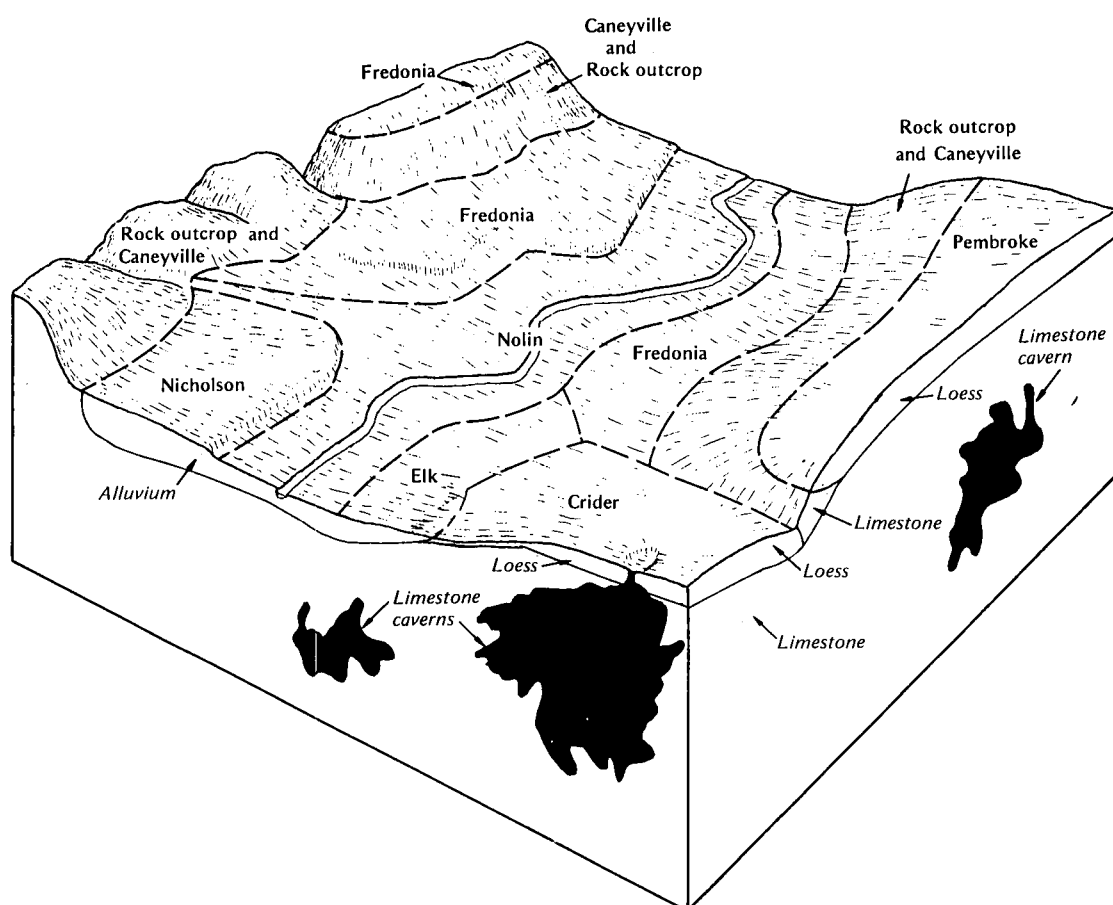 Caneyville
and
Rock outcrop
Fredonia
Rock outcrop
and Caneyville
Fredonia
Pembroke
Rock outcrop and
Caneyville
Nolin
Fredonia
Limestone
cavern
Nicholson
Loess
Elk
Alluvium
Crider
Limestone
Loess
Loess
Limestone
caverns
Limestone